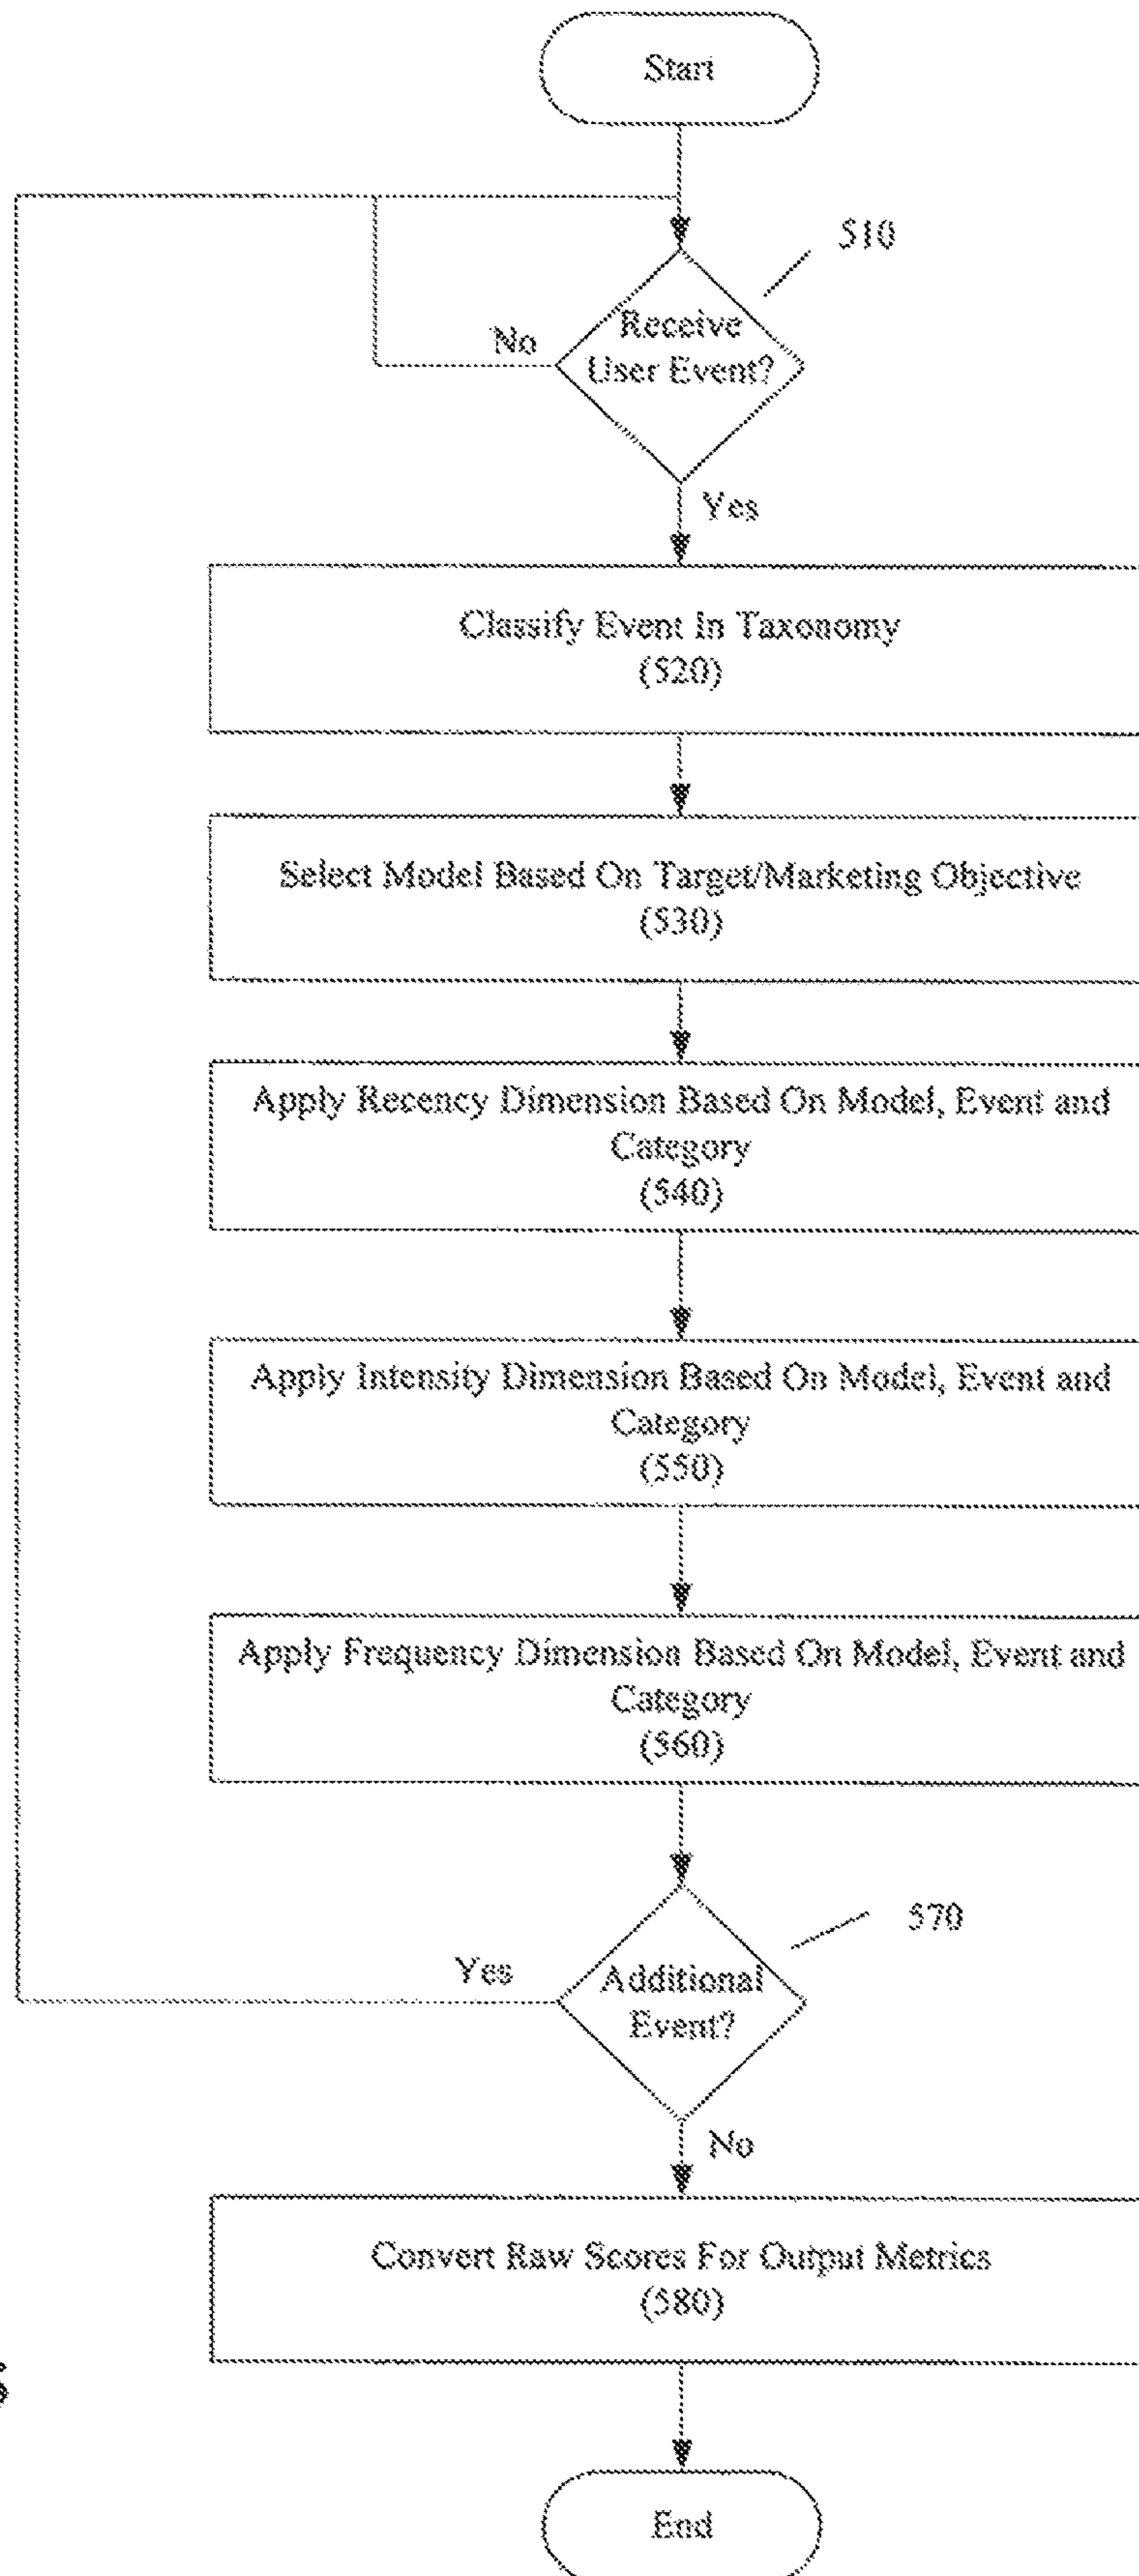 Start
510
Receive
User Event?
No
Yes
Classify Event In Taxonomy
(520)
Select Model Based On Target/Marketing Objective
(530)
Apply Recency Dimension Based On Model, Event and
Category
(540)
Apply Intensity Dimension Based On Model, Event and
Category
(550)
Apply Frequency Dimension Based On Model, Event and
Category
(560)
570
Yes
Additional
Event?
No
Convert Raw Scores For Output Metrics
(580)
End